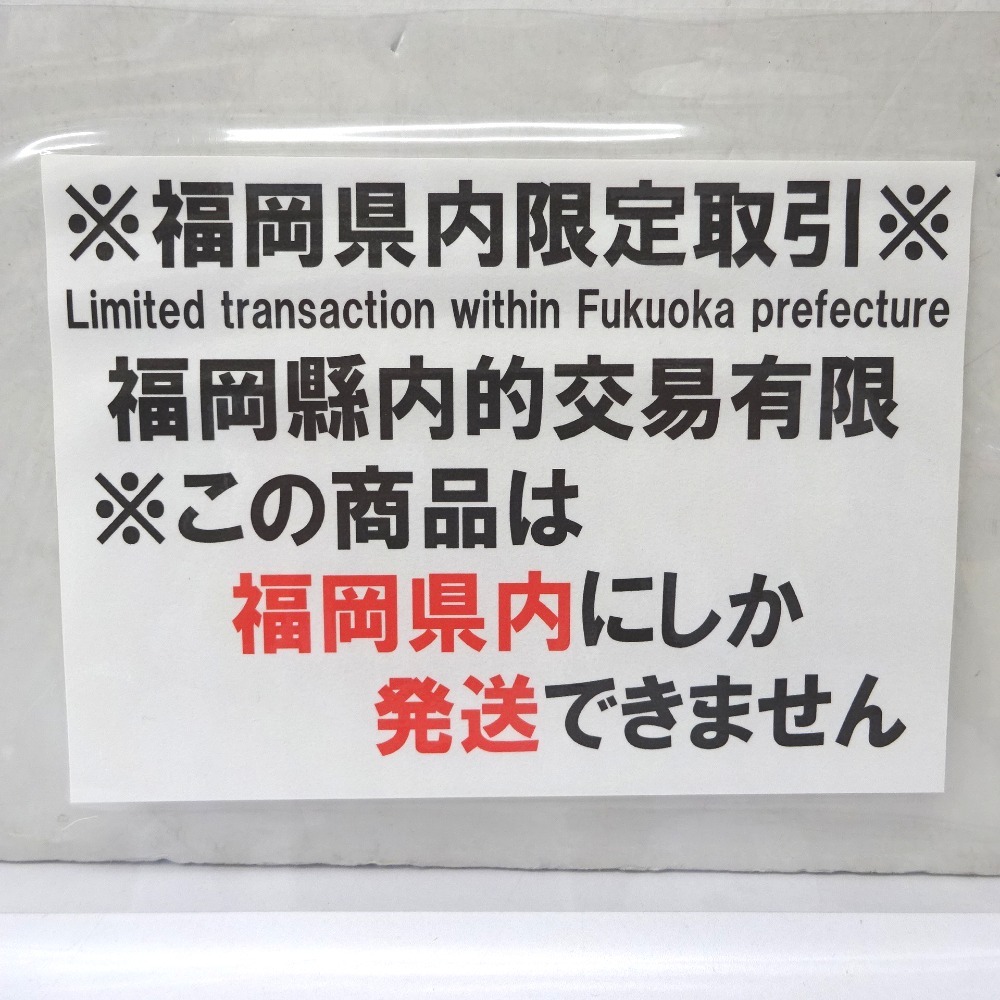 ※福岡県内限定取引※
Limited transaction within Fukuoka prefecture
福岡縣内的交易有限
※この商品は
福岡県内にしか
発送できません